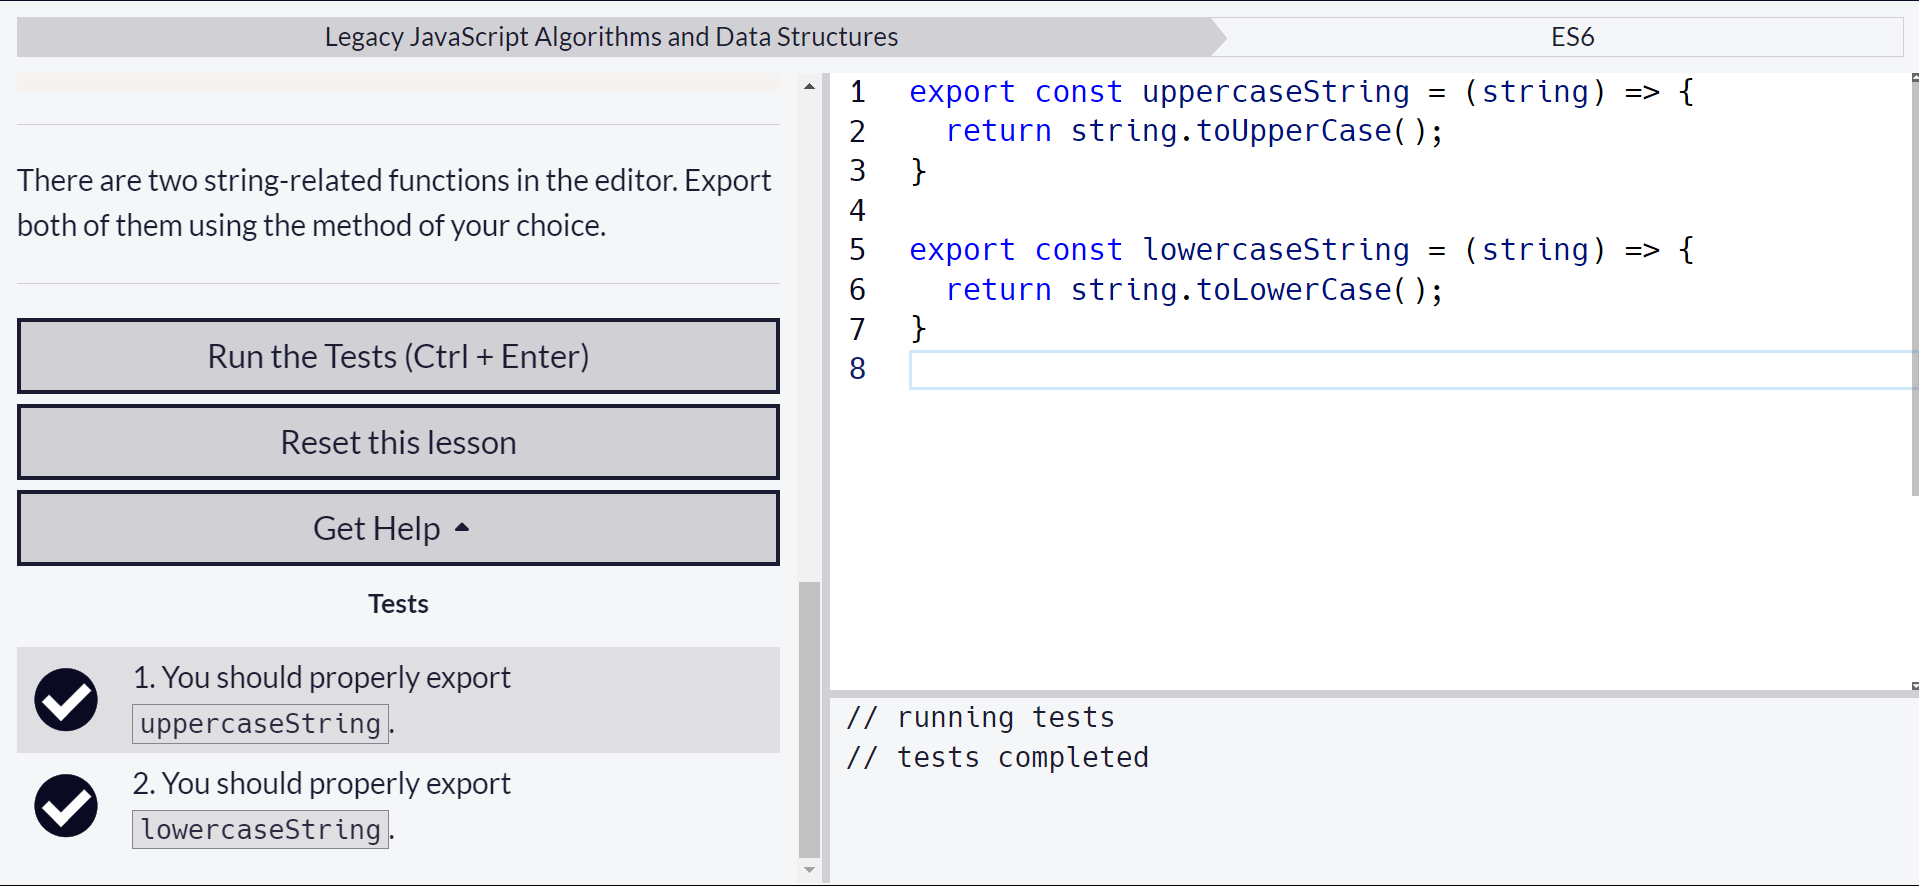 Legacy JavaScript Algorithms and Data Structures
ES6
There are two string-related functions in the editor. Export
both of them using the method of your choice.
Run the Tests (Ctrl + Enter)
Reset this lesson
Get Help
Tests
1. You should properly export
uppercaseString.
2. You should properly export
lowercaseString.
1 export const uppercaseString = (string) => {
2   return string.toUpperCase();
3 }
4
5 export const lowercaseString = (string) => {
6   return string.toLowerCase();
7 }
8
// running tests
// tests completed